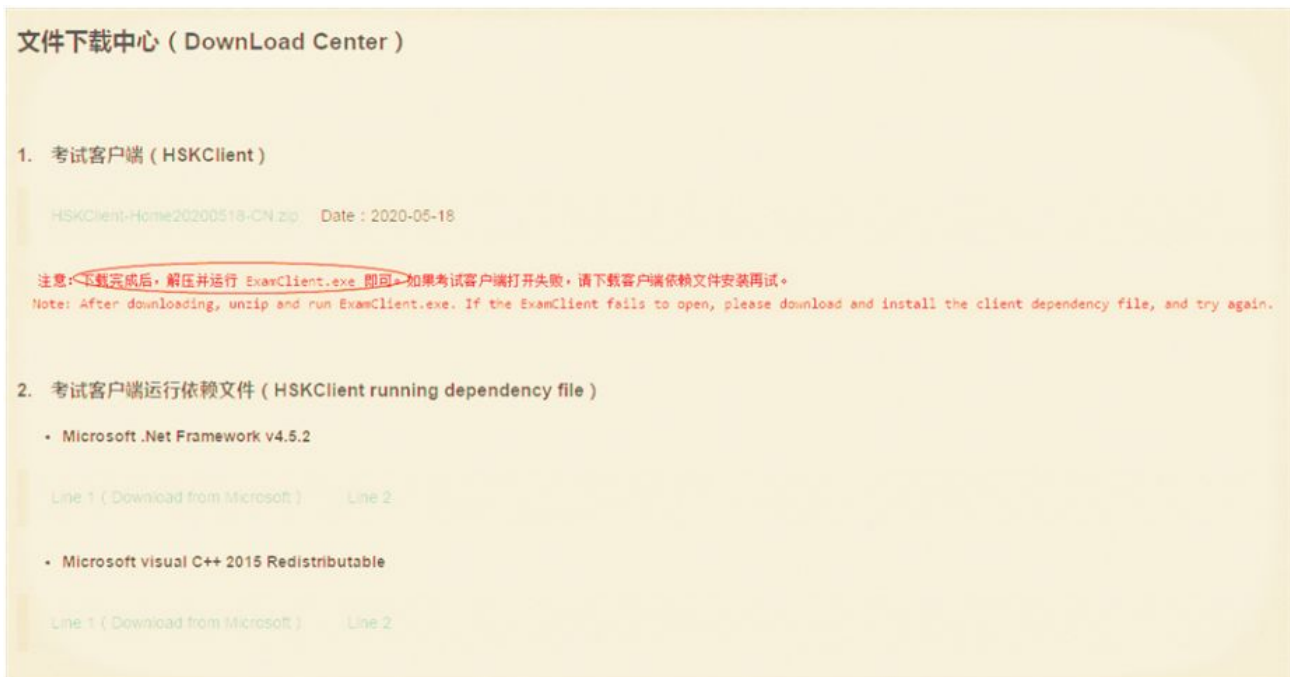 文件下载中心（DownLoad Center）
1. 考试客户端（HSKClient）
HSKClient-Home20200518-CN.zip Date：2020-05-18
注意：下载完成后，解压并运行 ExamClient.exe 即可。如果考试客户端打开失败，请下载客户端依赖文件安装再试。
Note: After downloading, unzip and run ExamClient.exe. If the ExamClient fails to open, please download and install the client dependency file, and try again.
2. 考试客户端运行依赖文件（HSKClient running dependency file）
• Microsoft .Net Framework v4.5.2
Line 1（Download from Microsoft） Line 2
• Microsoft visual C++ 2015 Redistributable
Line 1（Download from Microsoft） Line 2